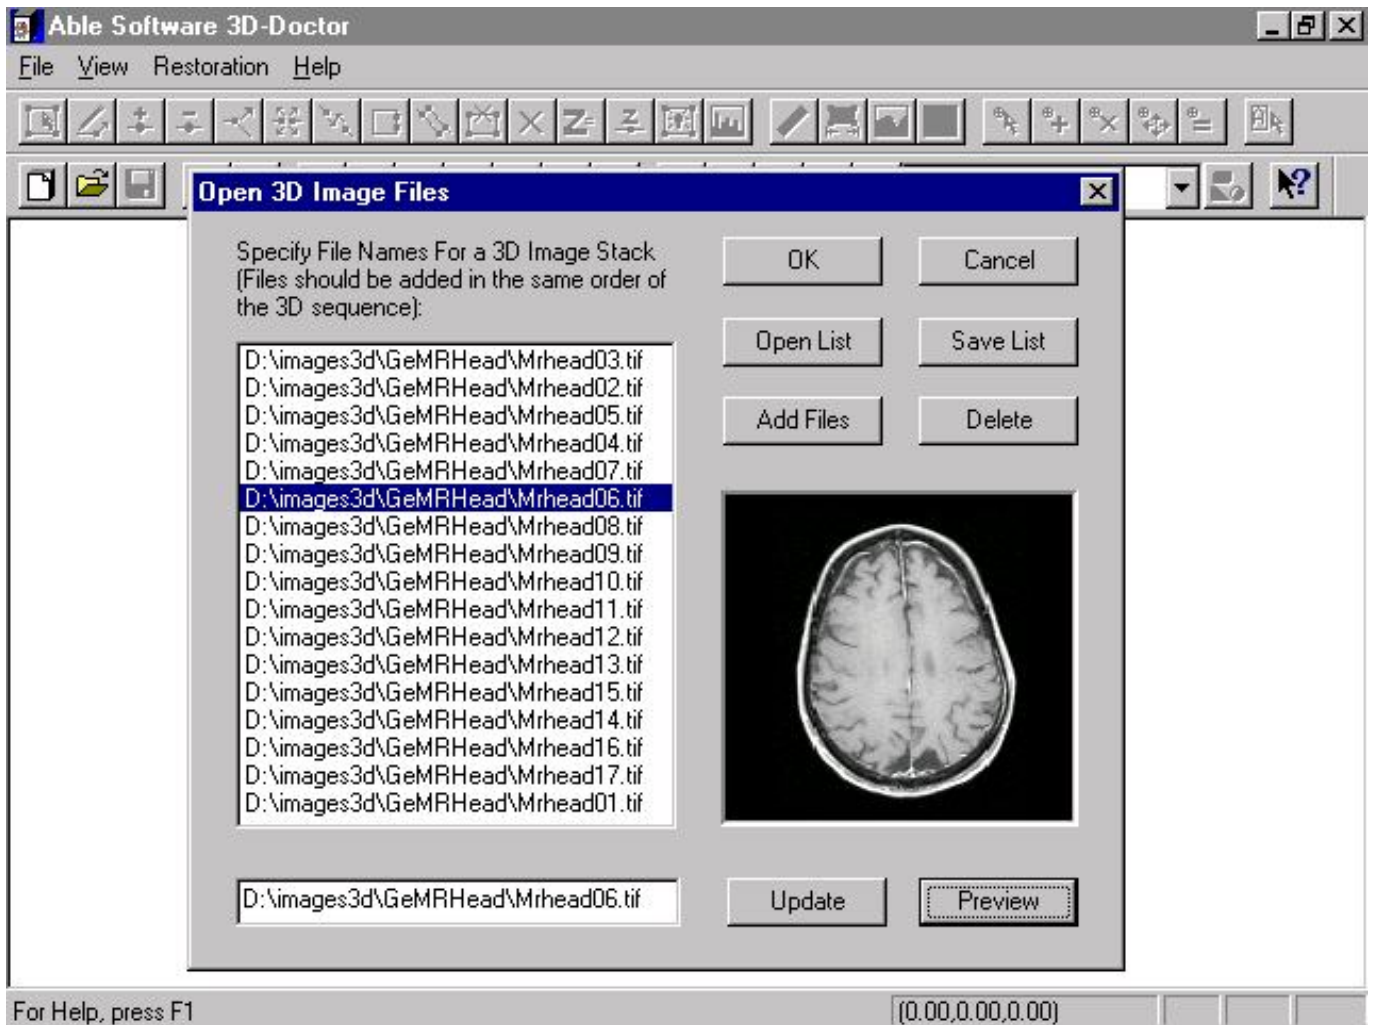 Able Software 3D-Doctor
File View Restoration Help
Open 3D Image Files
Specify File Names For a 3D Image Stack
(Files should be added in the same order of
the 3D sequence):
OK Cancel
Open List Save List
Add Files Delete
D:\images3d\GeMRHead\Mrhead03.tif
D:\images3d\GeMRHead\Mrhead02.tif
D:\images3d\GeMRHead\Mrhead05.tif
D:\images3d\GeMRHead\Mrhead04.tif
D:\images3d\GeMRHead\Mrhead07.tif
D:\images3d\GeMRHead\Mrhead06.tif
D:\images3d\GeMRHead\Mrhead08.tif
D:\images3d\GeMRHead\Mrhead09.tif
D:\images3d\GeMRHead\Mrhead10.tif
D:\images3d\GeMRHead\Mrhead11.tif
D:\images3d\GeMRHead\Mrhead12.tif
D:\images3d\GeMRHead\Mrhead13.tif
D:\images3d\GeMRHead\Mrhead15.tif
D:\images3d\GeMRHead\Mrhead14.tif
D:\images3d\GeMRHead\Mrhead16.tif
D:\images3d\GeMRHead\Mrhead17.tif
D:\images3d\GeMRHead\Mrhead01.tif
D:\images3d\GeMRHead\Mrhead06.tif
Update Preview
For Help, press F1
(0.00,0.00,0.00)